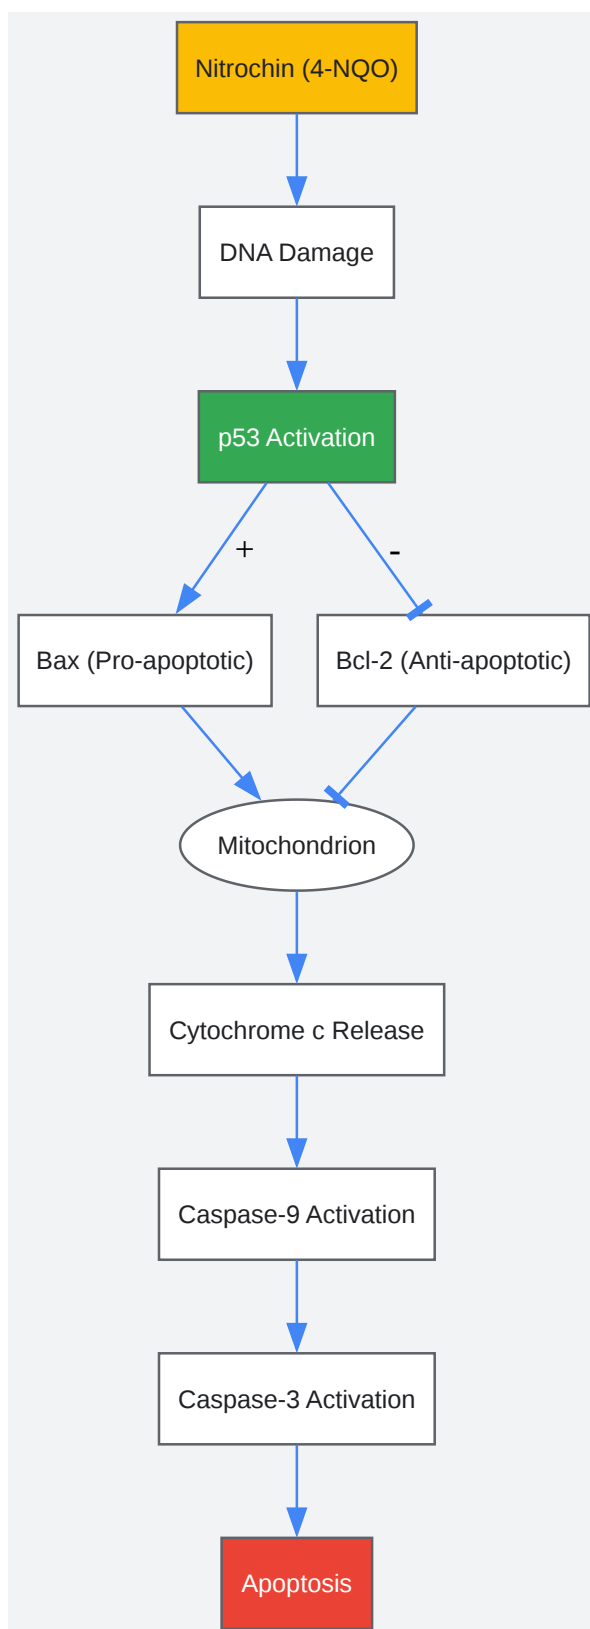 Nitrochin (4-NQO)
DNA Damage
p53 Activation
+
-
Bax (Pro-apoptotic)
Bcl-2 (Anti-apoptotic)
Mitochondrion
Cytochrome c Release
Caspase-9 Activation
Caspase-3 Activation
Apoptosis